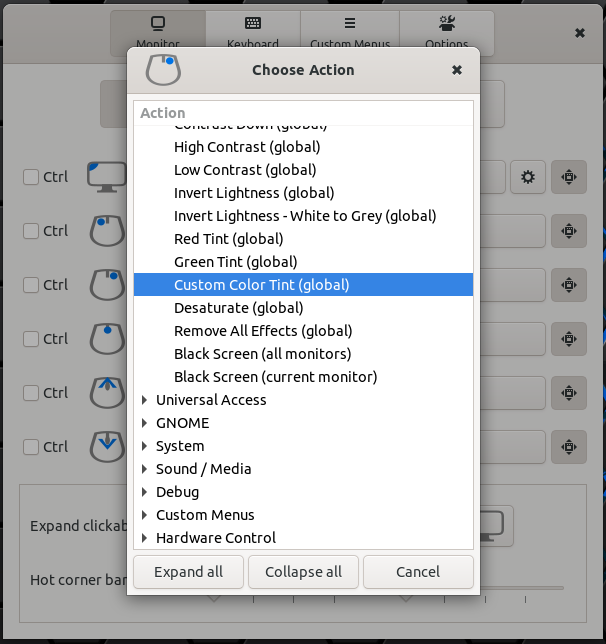 Monitor
Keyboard
Custom Menus
Options
Choose Action
Action
Contrast Down (global)
High Contrast (global)
Low Contrast (global)
Invert Lightness (global)
Invert Lightness - White to Grey (global)
Red Tint (global)
Green Tint (global)
Custom Color Tint (global)
Desaturate (global)
Remove All Effects (global)
Black Screen (all monitors)
Black Screen (current monitor)
Universal Access
GNOME
System
Sound / Media
Debug
Custom Menus
Hardware Control
Expand all
Collapse all
Cancel
Ctrl
Ctrl
Ctrl
Ctrl
Ctrl
Ctrl
Expand clickab
Hot corner bar